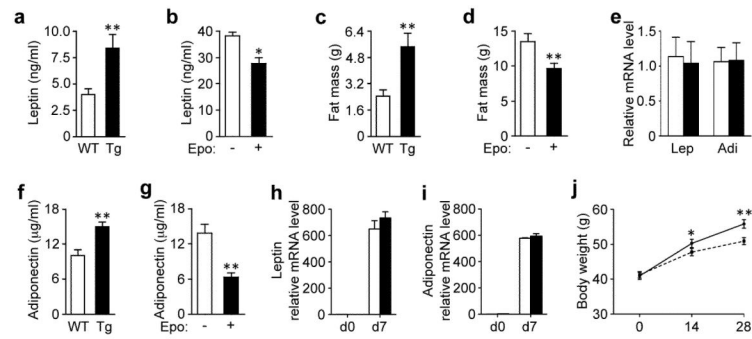 a
**
10.0
7.5
5.0
2.5
0
Leptin (ng/ml)
WT Tg
b
*
40
30
20
10
0
Leptin (ng/ml)
Epo: - +
c
**
7.2
5.4
3.6
1.8
0
Fat mass (g)
WT Tg
d
**
15
10
5
0
Fat mass (g)
Epo: - +
e
1.5
1.0
0.5
0
Relative mRNA level
Lep Adi
f
**
18
12
6
0
Adiponectin (μg/ml)
WT Tg
g
**
18
12
6
0
Adiponectin (μg/ml)
Epo: - +
h
800
600
400
200
0
Leptin
relative mRNA level
d0 d7
i
800
600
400
200
0
Adiponectin
relative mRNA level
d0 d7
j
* **
60
50
40
30
Body weight (g)
0 14 28